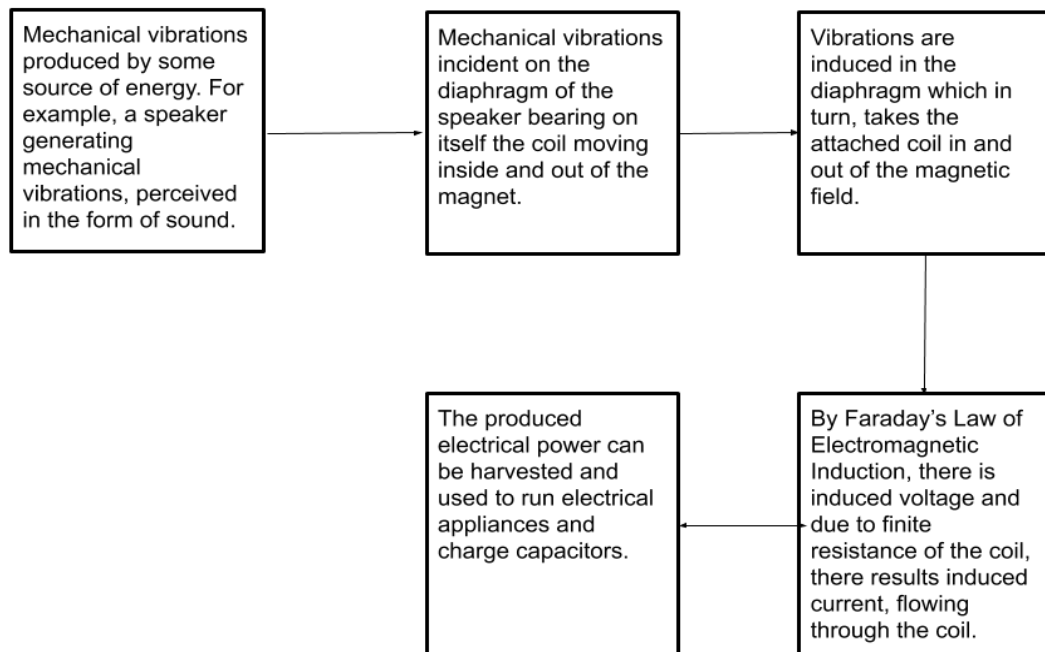 Mechanical vibrations
produced by some
source of energy. For
example, a speaker
generating
mechanical
vibrations, perceived
in the form of sound.
Mechanical vibrations
incident on the
diaphragm of the
speaker bearing on
itself the coil moving
inside and out of the
magnet.
Vibrations are
induced in the
diaphragm which in
turn, takes the
attached coil in and
out of the magnetic
field.
By Faraday’s Law of
Electromagnetic
Induction, there is
induced voltage and
due to finite
resistance of the coil,
there results induced
current, flowing
through the coil.
The produced
electrical power can
be harvested and
used to run electrical
appliances and
charge capacitors.